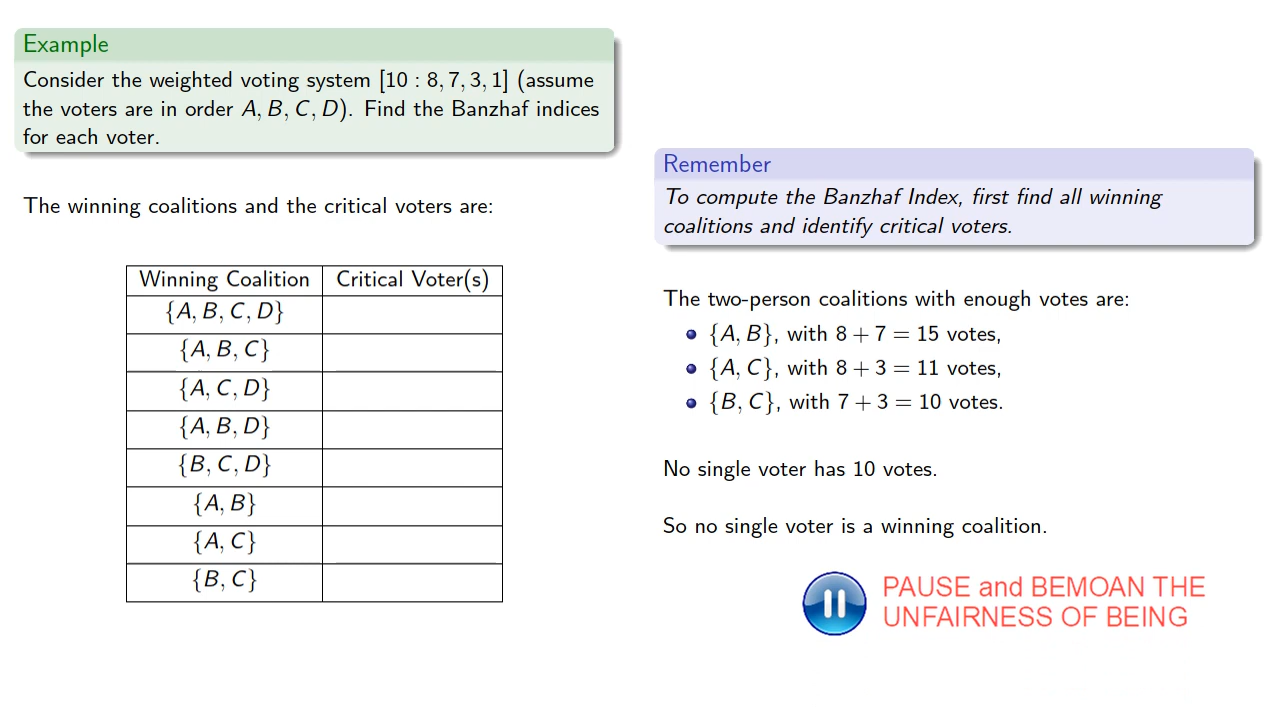 Example
Consider the weighted voting system [10 : 8, 7, 3, 1] (assume
the voters are in order A, B, C, D). Find the Banzhaf indices
for each voter.
The winning coalitions and the critical voters are:
Winning Coalition Critical Voter(s)
{A, B, C, D}
{A, B, C}
{A, C, D}
{A, B, D}
{B, C, D}
{A, B}
{A, C}
{B, C}
Remember
To compute the Banzhaf Index, first find all winning
coalitions and identify critical voters.
The two-person coalitions with enough votes are:
{A, B}, with 8 + 7 = 15 votes,
{A, C}, with 8 + 3 = 11 votes,
{B, C}, with 7 + 3 = 10 votes.
No single voter has 10 votes.
So no single voter is a winning coalition.
PAUSE and BEMOAN THE
UNFAIRNESS OF BEING